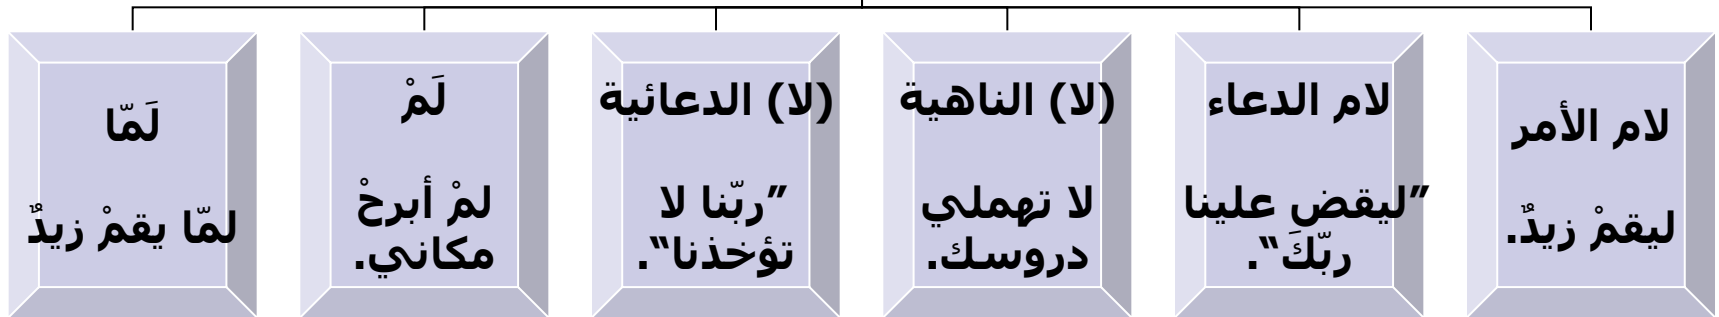 لام الأمر
ليقمْ زيدٌ.
لام الدعاء
”ليقض علينا
ربّكَ“.
(لا) الناهية
لا تهملي
دروسك.
(لا) الدعائية
”ربّنا لا
تؤخذنا“.
لَمْ
لمْ أبرحْ
مكاني.
لَمّا
لمّا يقمْ زيدٌ